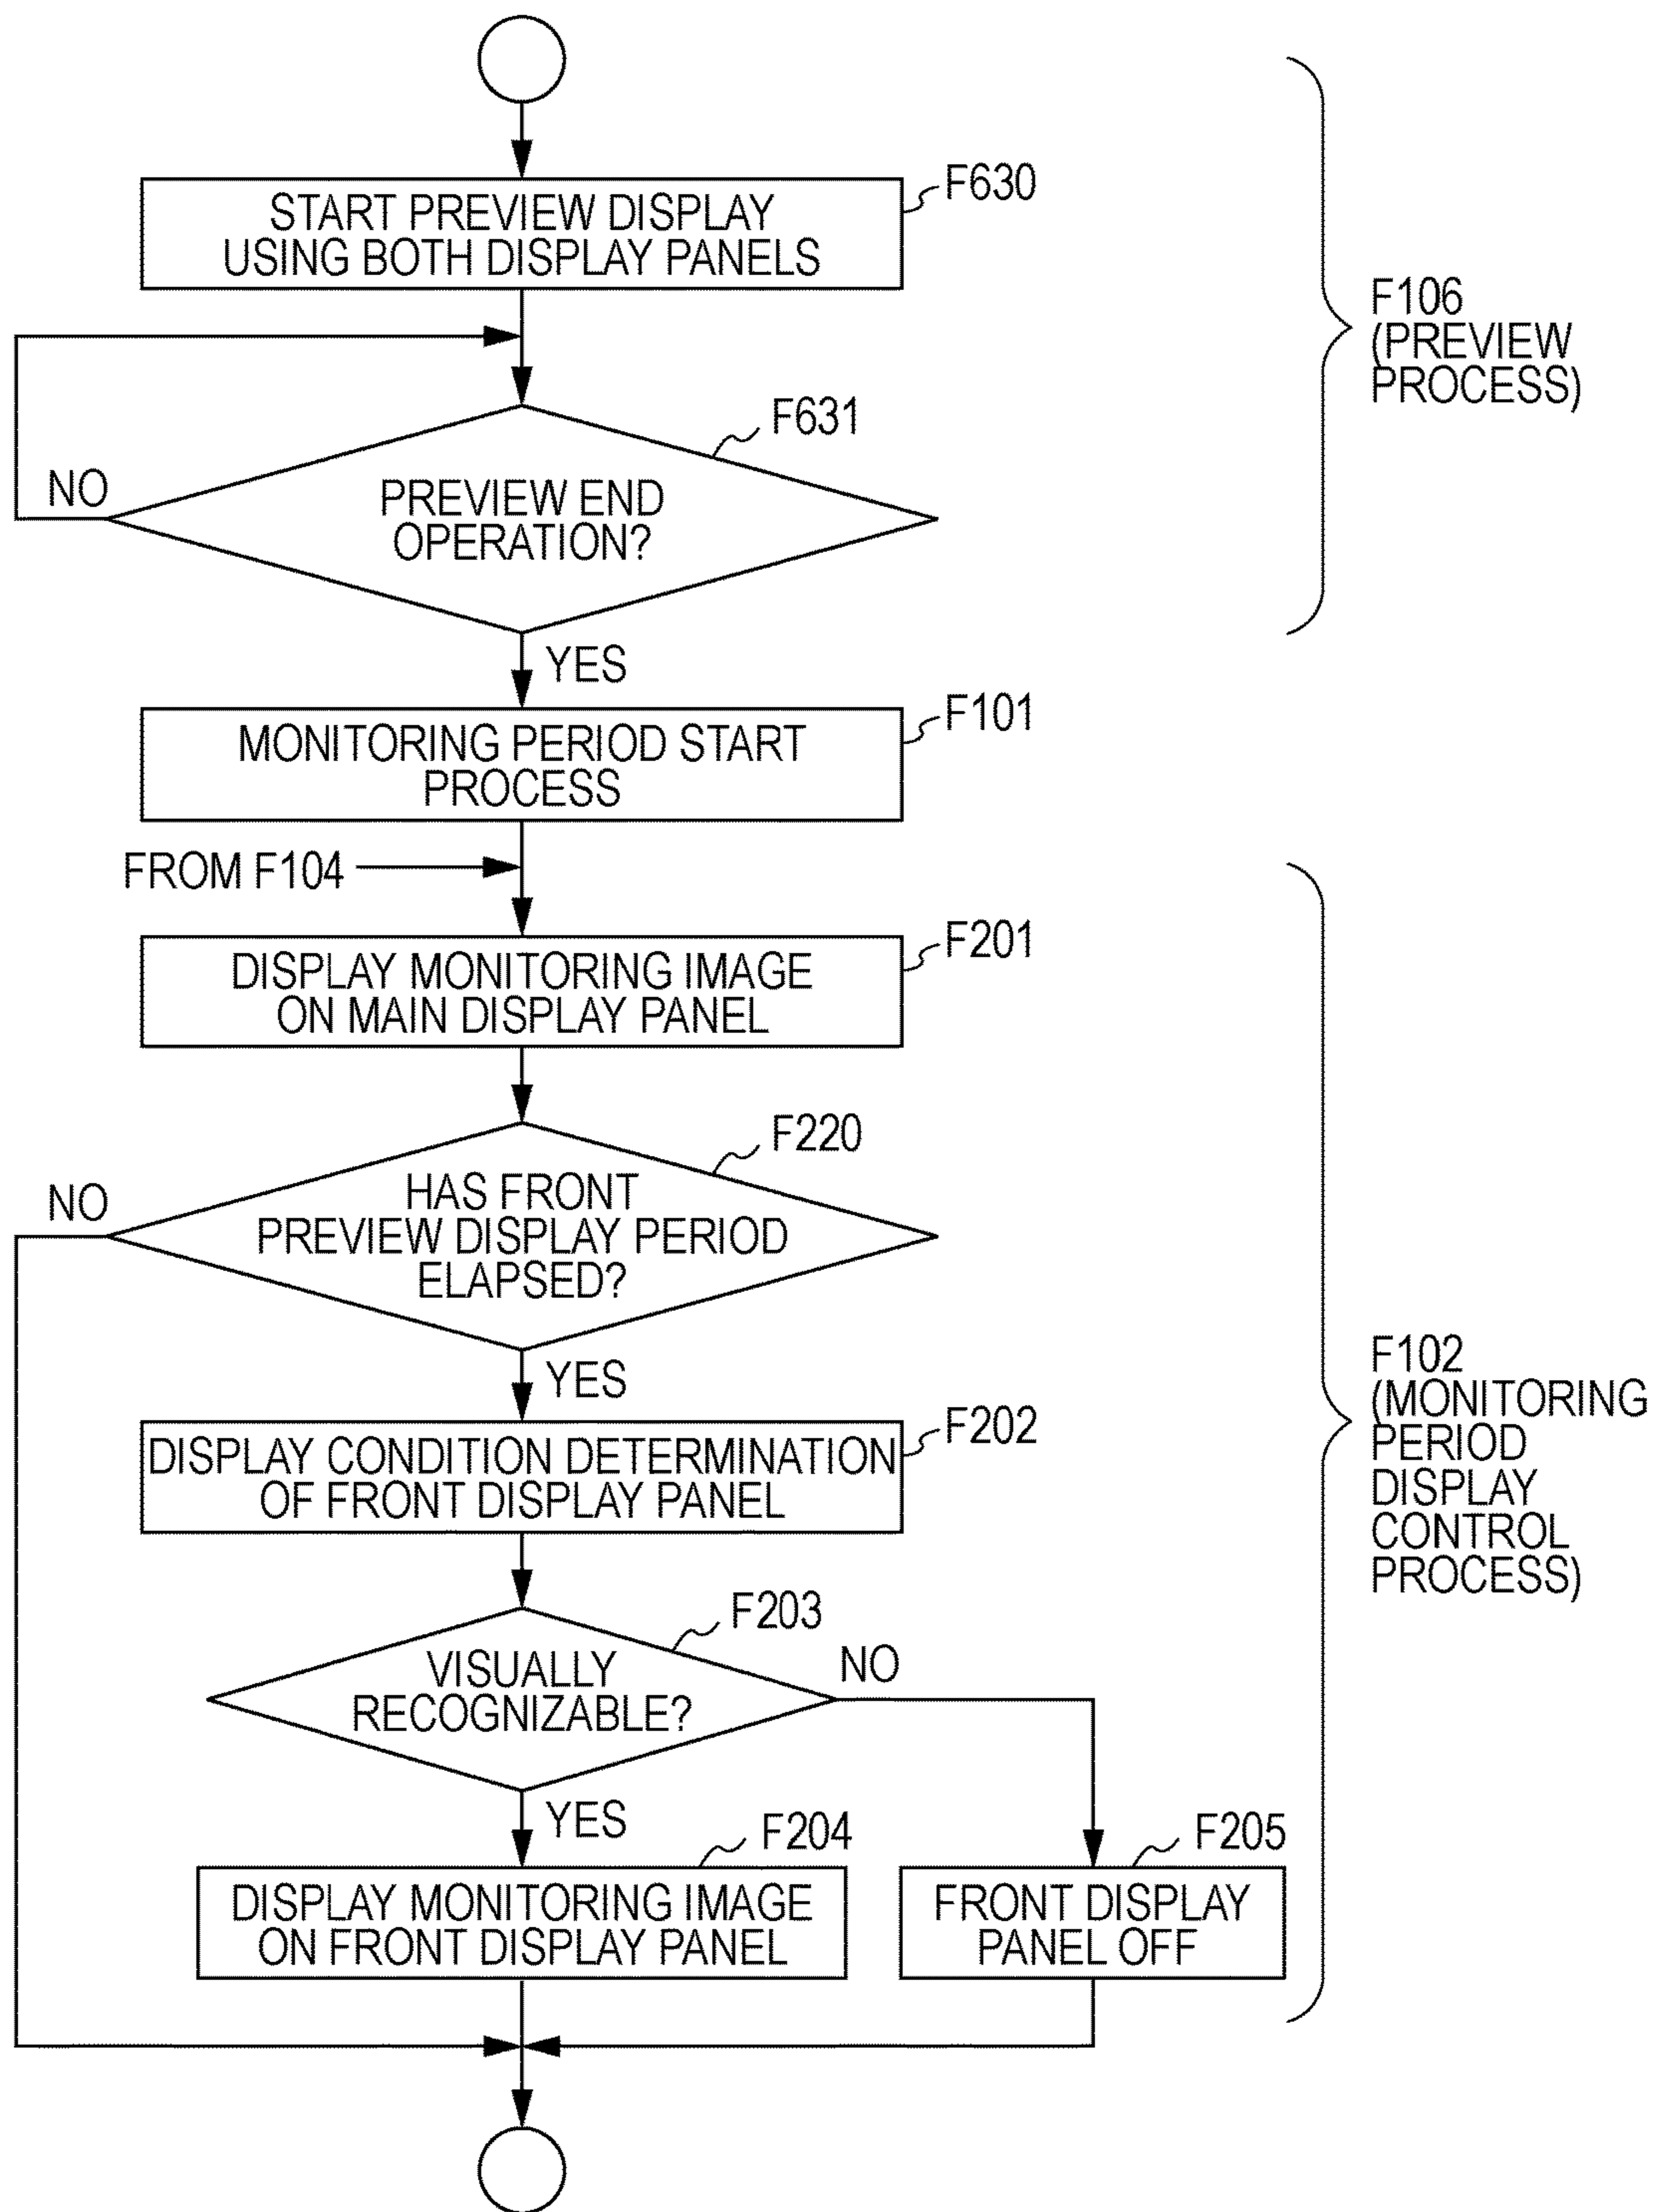 F630
START PREVIEW DISPLAY
USING BOTH DISPLAY PANELS
F106
(PREVIEW
PROCESS)
F631
NO
PREVIEW END
OPERATION?
YES
F101
MONITORING PERIOD START
PROCESS
FROM F104
F201
DISPLAY MONITORING IMAGE
ON MAIN DISPLAY PANEL
F220
NO
HAS FRONT
PREVIEW DISPLAY PERIOD
ELAPSED?
YES
F102
(MONITORING
PERIOD
DISPLAY
CONTROL
PROCESS)
F202
DISPLAY CONDITION DETERMINATION
OF FRONT DISPLAY PANEL
F203
VISUALLY
RECOGNIZABLE?
NO
YES
F204
DISPLAY MONITORING IMAGE
ON FRONT DISPLAY PANEL
F205
FRONT DISPLAY
PANEL OFF